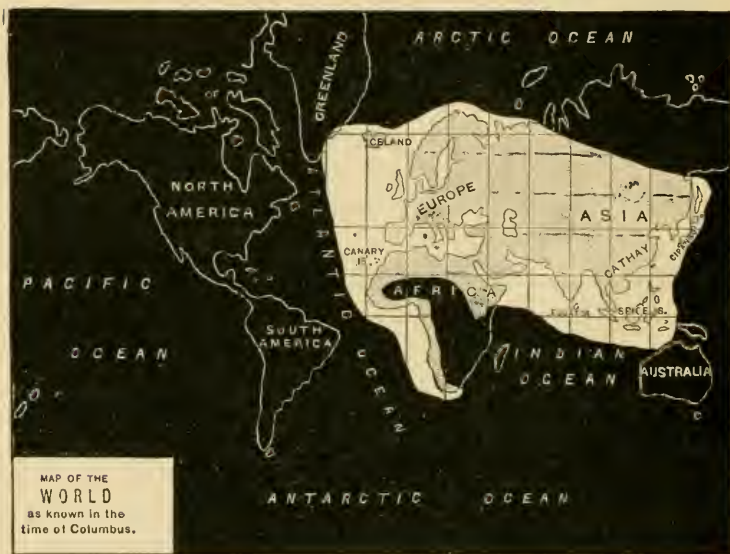 ARCTIC OCEAN
GREENLAND
ICELAND
NORTH
AMERICA
EUROPE
ASIA
ATLANTIC OCEAN
CANARY
IS.
CATHAY
CIPANGO
PACIFIC
OCEAN
AFRICA
SPICE IS.
SOUTH
AMERICA
INDIAN
OCEAN
AUSTRALIA
MAP OF THE
WORLD
as known in the
time of Columbus.
ANTARCTIC OCEAN